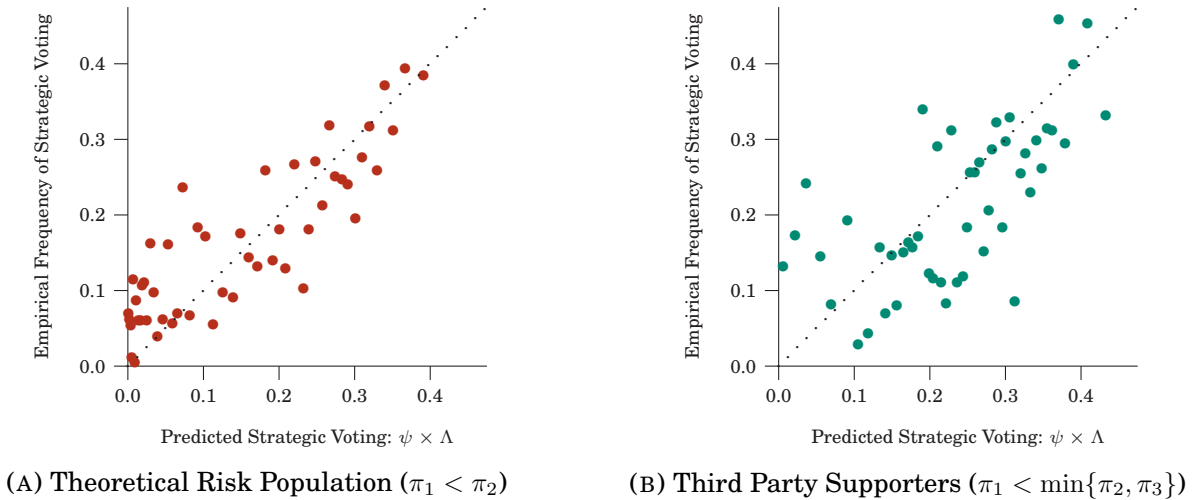 Empirical Frequency of Strategic Voting
0.4
0.3
0.2
0.1
0.0
0.0 0.1 0.2 0.3 0.4
Predicted Strategic Voting: ψ × Λ
(A) Theoretical Risk Population (π₁ < π₂)
Empirical Frequency of Strategic Voting
0.4
0.3
0.2
0.1
0.0
0.0 0.1 0.2 0.3 0.4
Predicted Strategic Voting: ψ × Λ
(B) Third Party Supporters (π₁ < min{π₂, π₃})